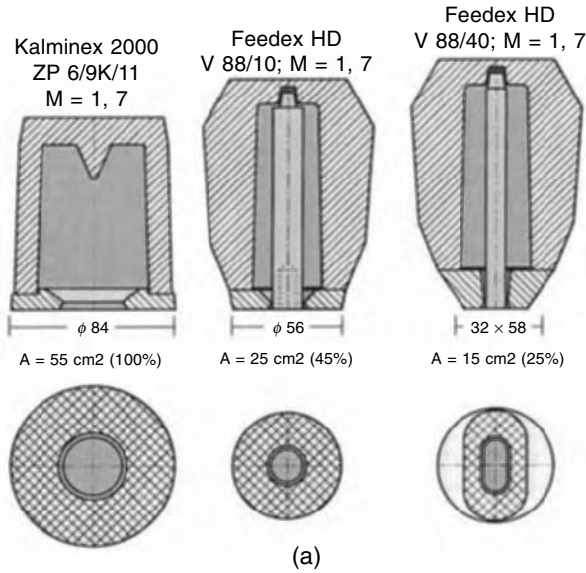 Kalminex 2000
ZP 6/9K/11
M = 1, 7
Feedex HD
V 88/10; M = 1, 7
Feedex HD
V 88/40; M = 1, 7
ϕ 84
ϕ 56
32 × 58
A = 55 cm2 (100%)
A = 25 cm2 (45%)
A = 15 cm2 (25%)
(a)